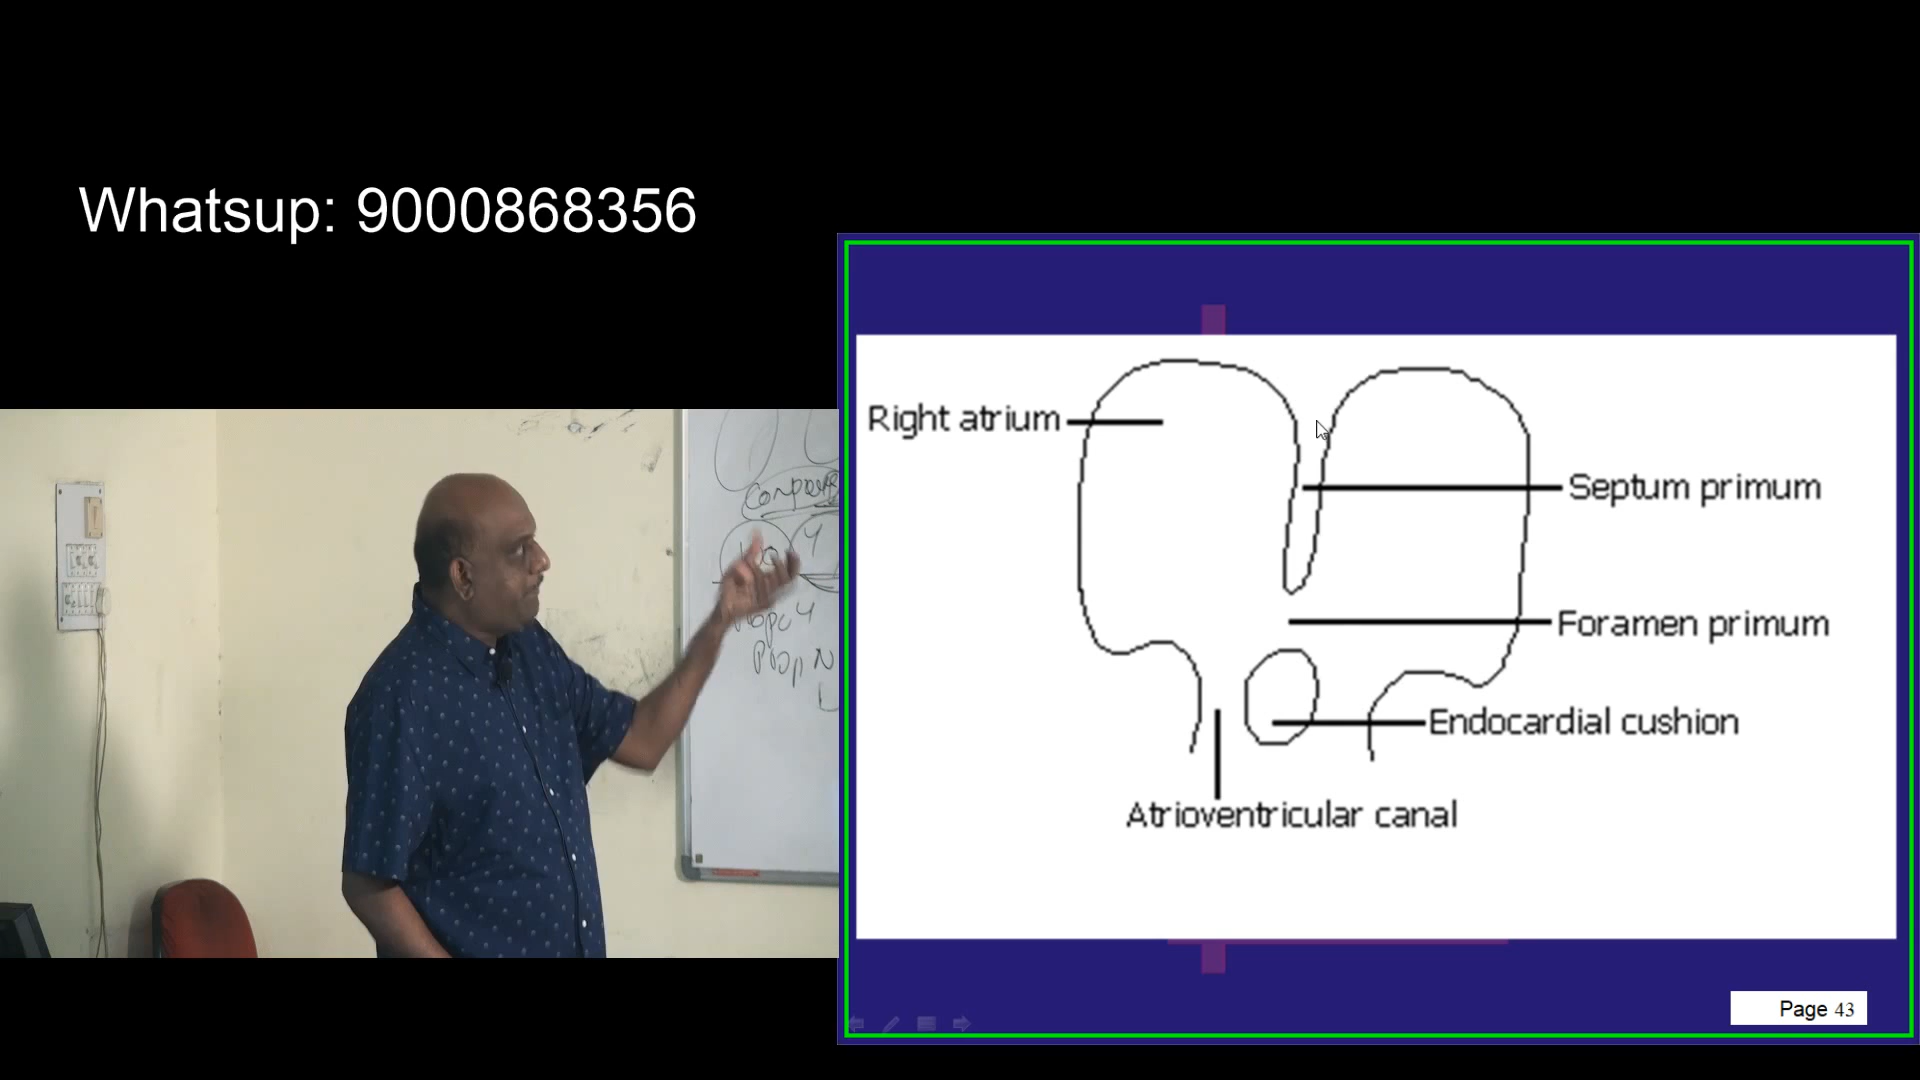 Whatsup: 9000868356
Right atrium
Septum primum
Foramen primum
Endocardial cushion
Atrioventricular canal
Page 43